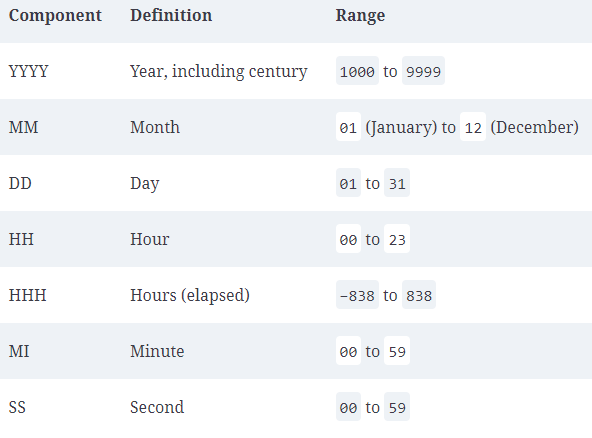 Component Definition Range
YYYY Year, including century 1000 to 9999
MM Month 01 (January) to 12 (December)
DD Day 01 to 31
HH Hour 00 to 23
HHH Hours (elapsed) -838 to 838
MI Minute 00 to 59
SS Second 00 to 59